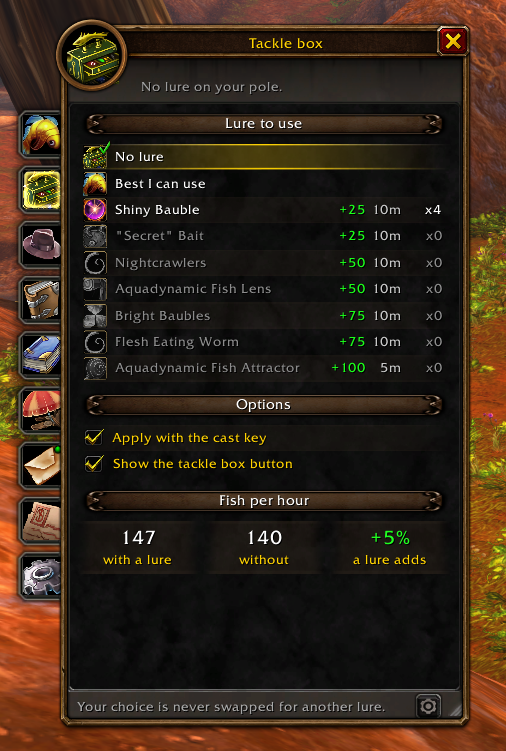 Tackle box
No lure on your pole.
Lure to use
No lure
Best I can use
Shiny Bauble +25 10m x4
"Secret" Bait +25 10m x0
Nightcrawlers +50 10m x0
Aquadynamic Fish Lens +50 10m x0
Bright Baubles +75 10m x0
Flesh Eating Worm +75 10m x0
Aquadynamic Fish Attractor +100 5m x0
Options
Apply with the cast key
Show the tackle box button
Fish per hour
147 140 +5%
with a lure without a lure adds
Your choice is never swapped for another lure.